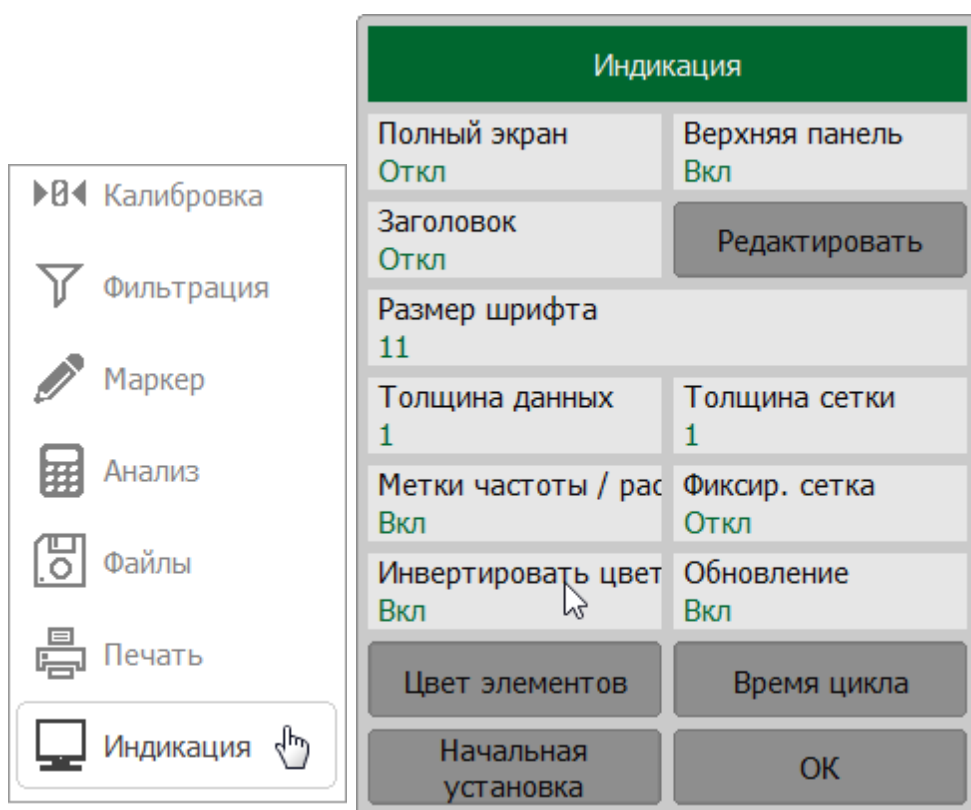 Калибровка
Фильтрация
Маркер
Анализ
Файлы
Печать
Индикация
Индикация
Полный экран
Откл
Верхняя панель
Вкл
Заголовок
Откл
Редактировать
Размер шрифта
11
Толщина данных
1
Толщина сетки
1
Метки частоты / рас
Вкл
Фиксир. сетка
Откл
Инвертировать цвет
Вкл
Обновление
Вкл
Цвет элементов
Время цикла
Начальная
установка
ОК